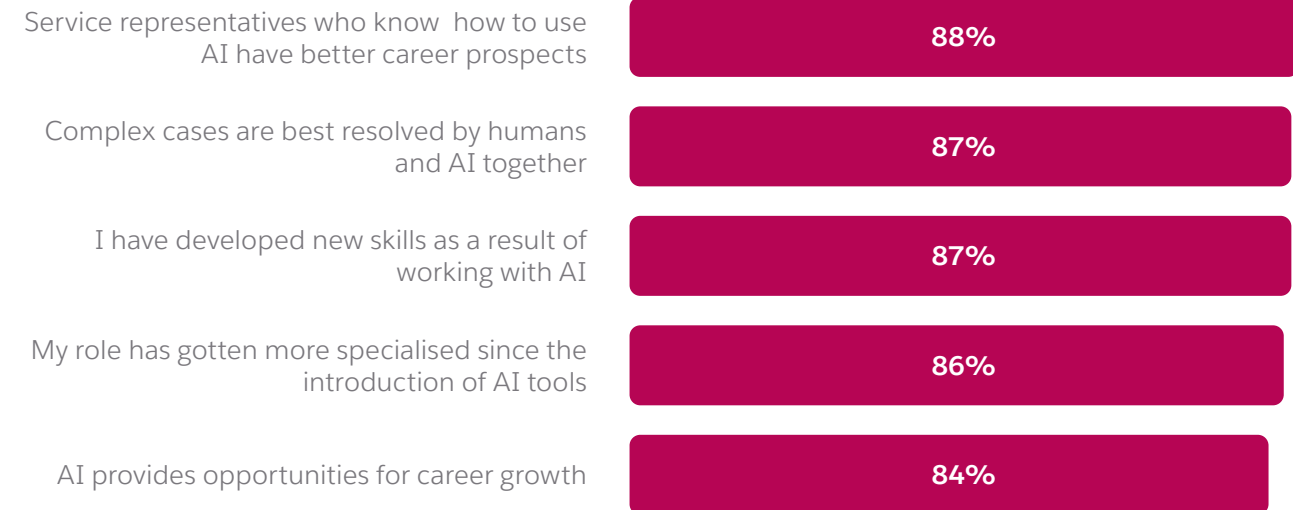 Service representatives who know  how to use
AI have better career prospects
88%
Complex cases are best resolved by humans
and AI together
87%
I have developed new skills as a result of
working with AI
87%
My role has gotten more specialised since the
introduction of AI tools
86%
AI provides opportunities for career growth
84%